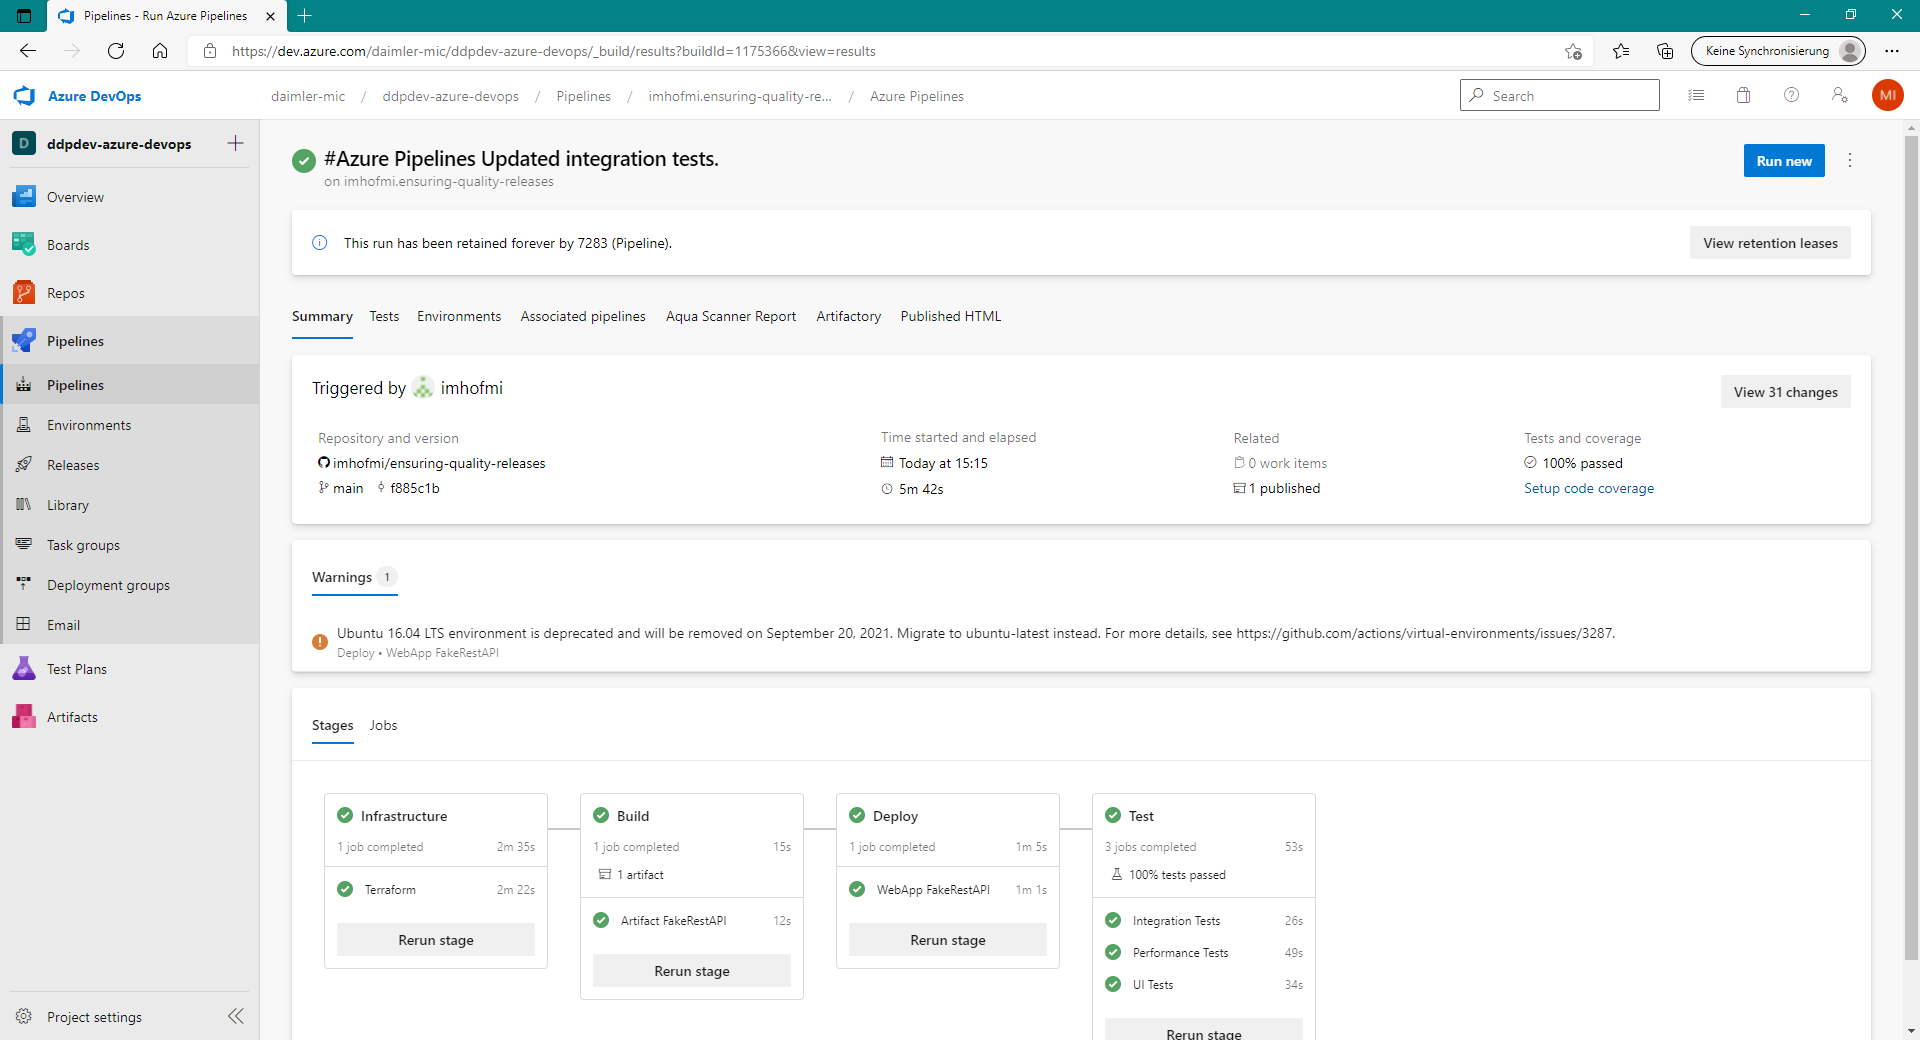 Pipelines - Run Azure Pipelines
https://dev.azure.com/daimler-mic/ddpdev-azure-devops/_build/results?buildId=1175366&view=results
Keine Synchronisierung
Azure DevOps
daimler-mic / ddpdev-azure-devops / Pipelines / imhofmi.ensuring-quality-re... / Azure Pipelines
Search
MI
D ddpdev-azure-devops
Overview
Boards
Repos
Pipelines
Pipelines
Environments
Releases
Library
Task groups
Deployment groups
Email
Test Plans
Artifacts
Project settings
#Azure Pipelines Updated integration tests.
on imhofmi.ensuring-quality-releases
Run new
This run has been retained forever by 7283 (Pipeline).
View retention leases
Summary Tests Environments Associated pipelines Aqua Scanner Report Artifactory Published HTML
Triggered by imhofmi
View 31 changes
Repository and version
imhofmi/ensuring-quality-releases
main f885c1b
Time started and elapsed
Today at 15:15
5m 42s
Related
0 work items
1 published
Tests and coverage
100% passed
Setup code coverage
Warnings 1
Ubuntu 16.04 LTS environment is deprecated and will be removed on September 20, 2021. Migrate to ubuntu-latest instead. For more details, see https://github.com/actions/virtual-environments/issues/3287.
Deploy • WebApp FakeRestAPI
Stages Jobs
Infrastructure
1 job completed 2m 35s
Terraform 2m 22s
Rerun stage
Build
1 job completed 15s
1 artifact
Artifact FakeRestAPI 12s
Rerun stage
Deploy
1 job completed 1m 5s
WebApp FakeRestAPI 1m 1s
Rerun stage
Test
3 jobs completed 53s
100% tests passed
Integration Tests 26s
Performance Tests 49s
UI Tests 34s
Rerun stage